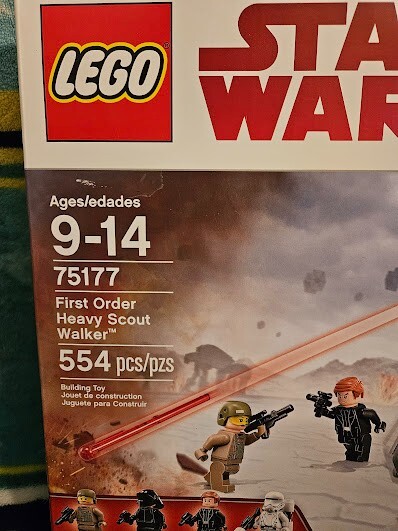 LEGO
STA
WAR
Ages/edades
9-14
75177
First Order
Heavy Scout
Walker™
554 pcs/pzs
Building Toy
Jouet de construction
Juguete para Construir